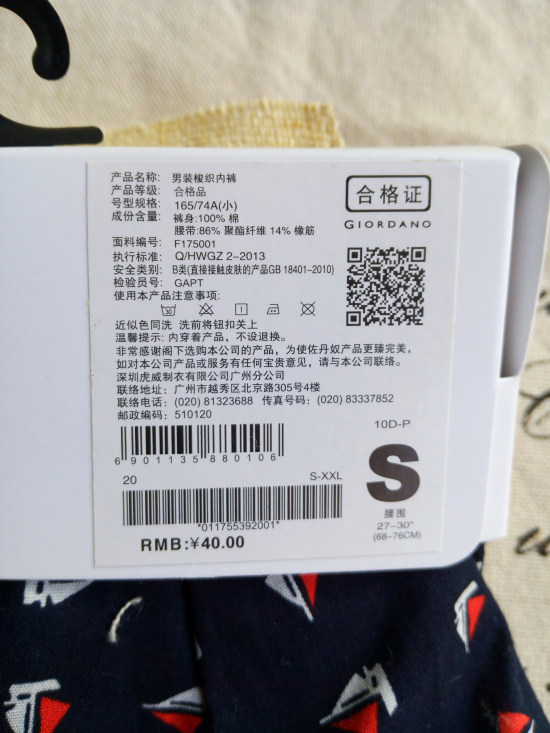 产品名称: 男装梭织内裤
产品等级: 合格品
号型规格: 165/74A(小)
成份含量: 裤身:100% 棉
腰带:86% 聚酯纤维 14% 橡筋
面料编号: F175001
执行标准: Q/HWGZ 2-2013
安全类别: B类(直接接触皮肤的产品GB 18401-2010)
检验员号: GAPT
使用本产品注意事项:
近似色同洗 洗前将钮扣关上
温馨提示: 内穿着产品，不设退换。
非常感谢阁下选购本公司的产品，为使佐丹奴产品更臻完美，
如对本公司产品或服务有任何宝贵意见，请与本公司联络。
深圳虎威制衣有限公司广州分公司
联络地址: 广州市越秀区北京路305号4楼
联络电话: (020) 81323688 传真号码: (020) 83337852
邮政编码: 510120
合格证
GIORDANO
10D-P
6 901135 880106
20 S-XXL
*011755392001*
RMB:¥40.00
S
腰围
27-30"
(68-76CM)